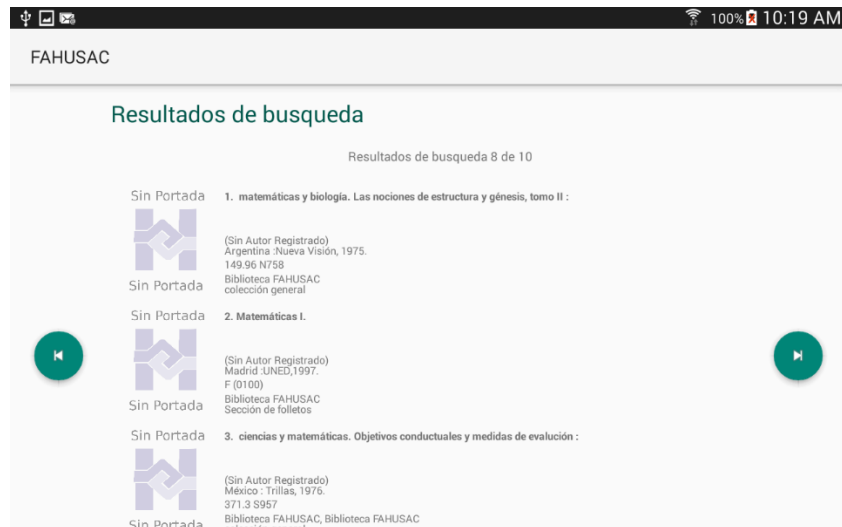 100% 10:19 AM
FAHUSAC
Resultados de busqueda
Resultados de busqueda 8 de 10
Sin Portada
1. matemáticas y biología. Las nociones de estructura y génesis, tomo II :
(Sin Autor Registrado)
Argentina :Nueva Visión, 1975.
149.96 N758
Biblioteca FAHUSAC
colección general
Sin Portada
Sin Portada
2. Matemáticas I.
(Sin Autor Registrado)
Madrid :UNED,1997.
F (0100)
Biblioteca FAHUSAC
Sección de folletos
Sin Portada
Sin Portada
3. ciencias y matemáticas. Objetivos conductuales y medidas de evalución :
(Sin Autor Registrado)
México : Trillas, 1976.
371.3 S957
Biblioteca FAHUSAC, Biblioteca FAHUSAC
Sin Portada